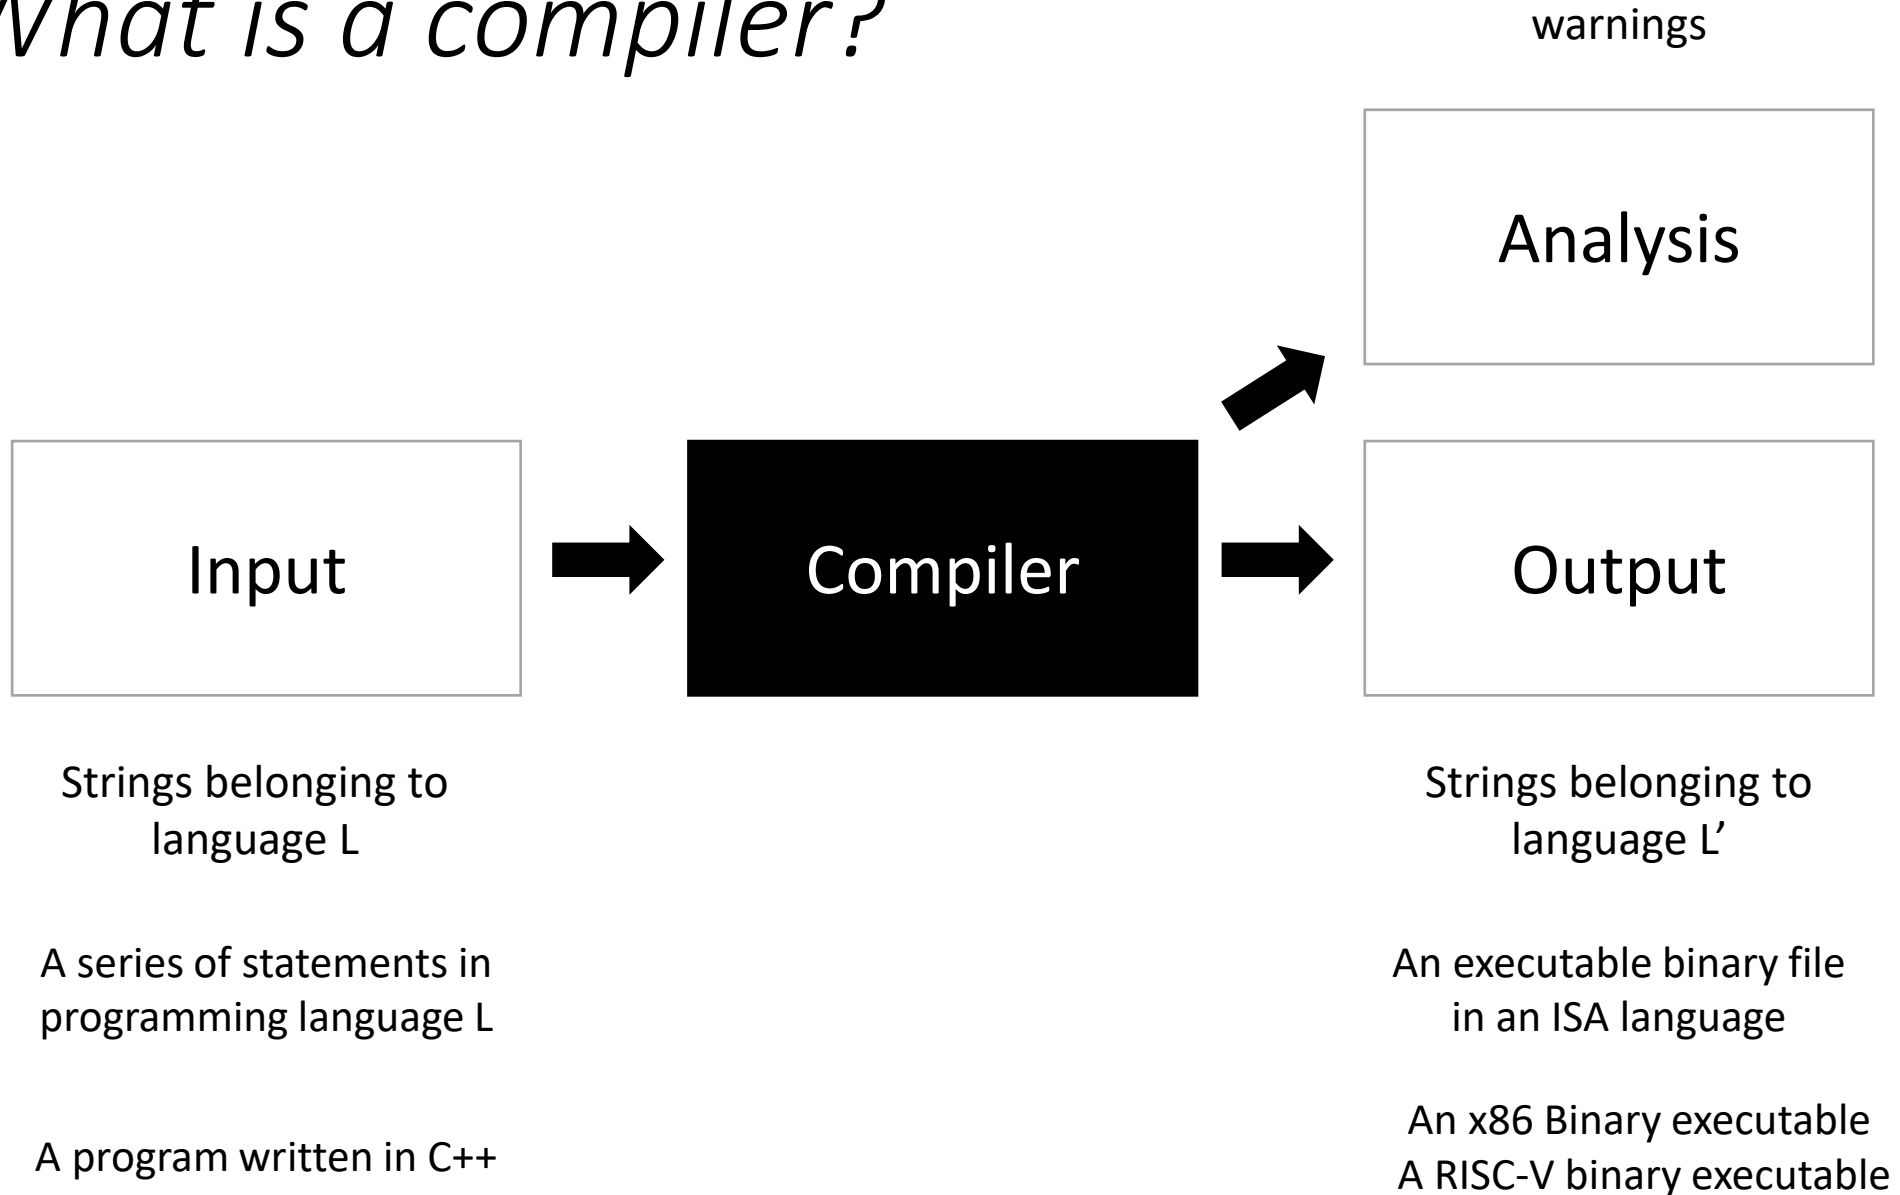 What is a compiler?
warnings
Analysis
Input
Compiler
Output
Strings belonging to
language L
Strings belonging to
language L’
A series of statements in
programming language L
An executable binary file
in an ISA language
A program written in C++
An x86 Binary executable
A RISC-V binary executable